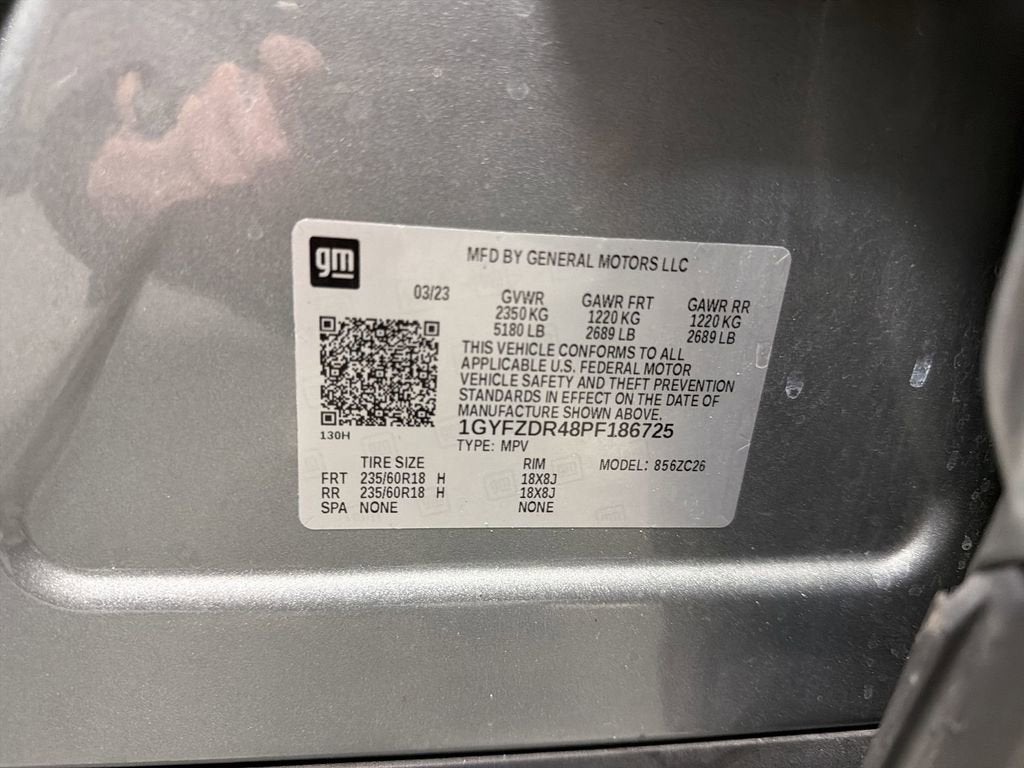 gm
MFD BY GENERAL MOTORS LLC
03/23
GVWR GAWR FRT GAWR RR
2350 KG 1220 KG 1220 KG
5180 LB 2689 LB 2689 LB
THIS VEHICLE CONFORMS TO ALL
APPLICABLE U.S. FEDERAL MOTOR
VEHICLE SAFETY AND THEFT PREVENTION
STANDARDS IN EFFECT ON THE DATE OF
MANUFACTURE SHOWN ABOVE.
130H
1GYFZDR48PF186725
TYPE: MPV
TIRE SIZE RIM MODEL: 856ZC26
FRT 235/60R18 H 18X8J
RR 235/60R18 H 18X8J
SPA NONE NONE